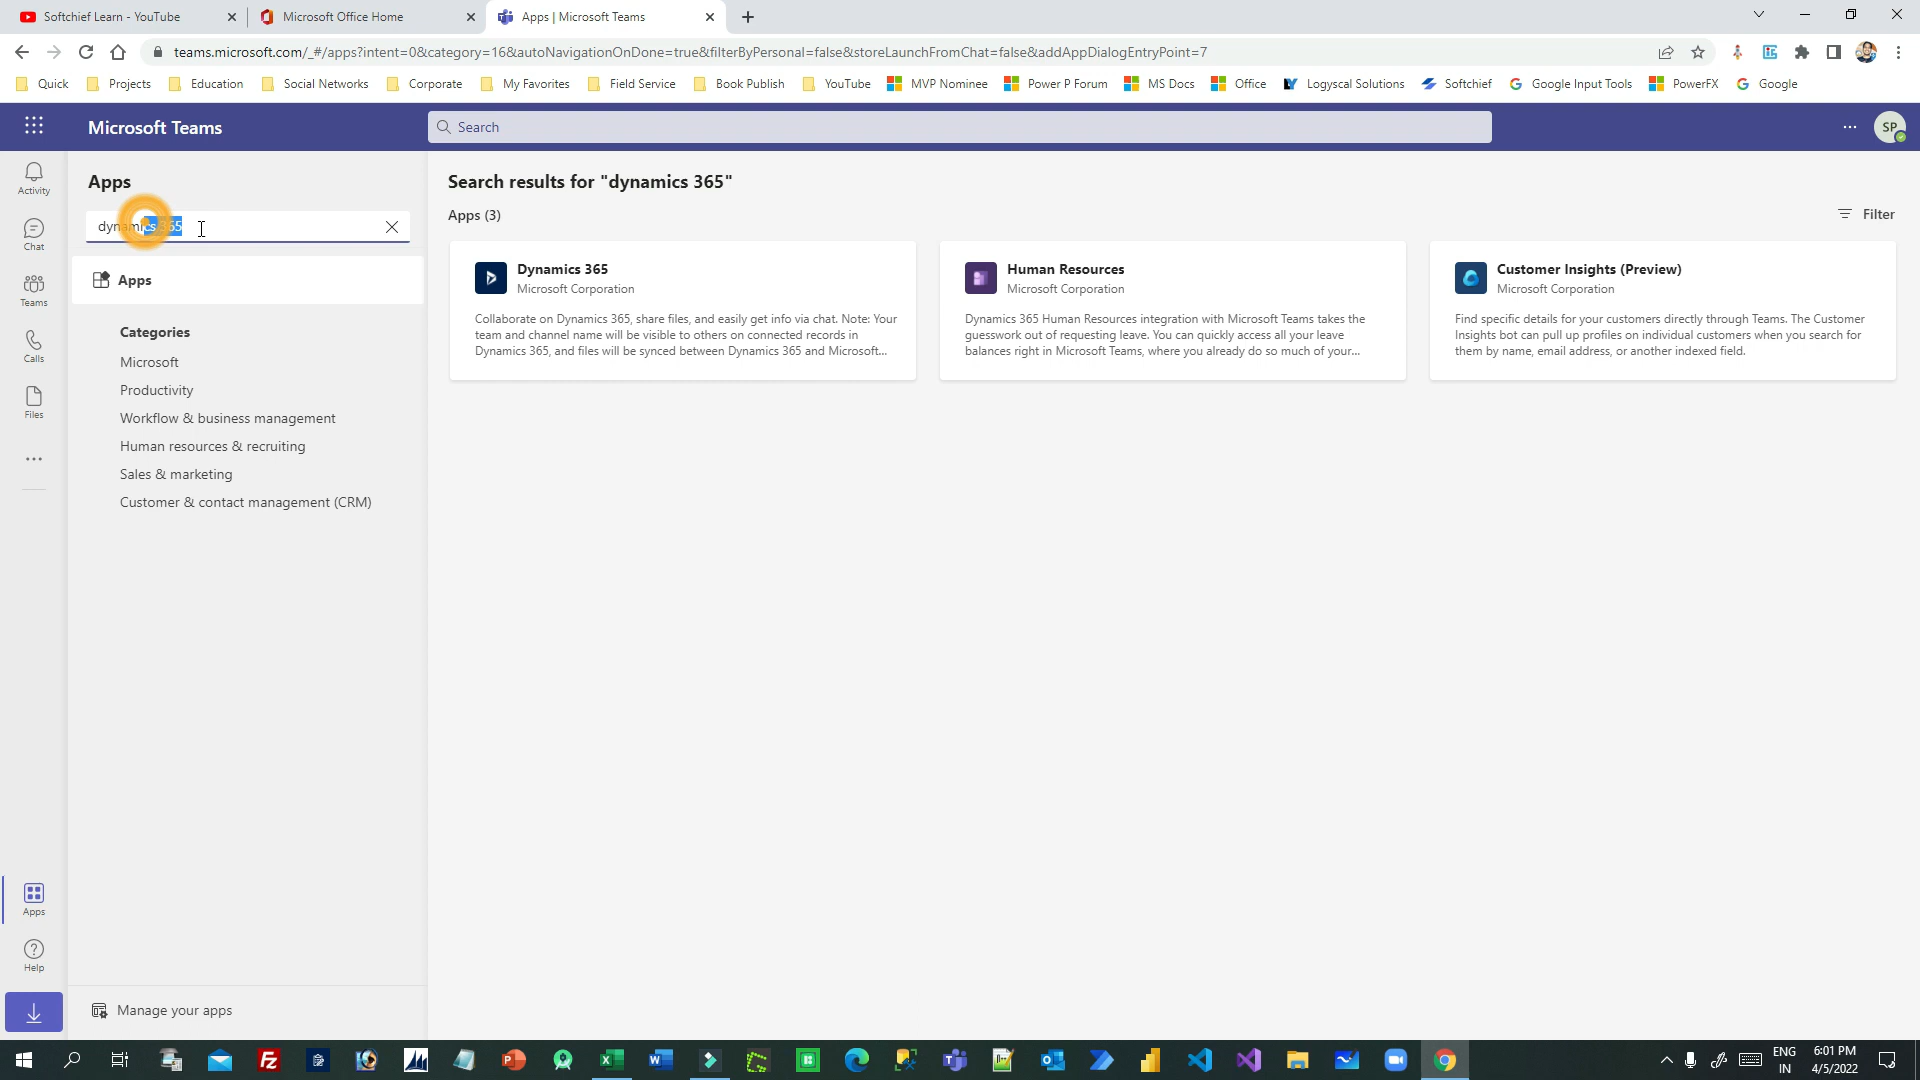 Softchief Learn - YouTube
Microsoft Office Home
Apps | Microsoft Teams
teams.microsoft.com/_#/apps?intent=0&category=16&autoNavigationOnDone=true&filterByPersonal=false&storeLaunchFromChat=false&addAppDialogEntryPoint=7
Quick Projects Education Social Networks Corporate My Favorites Field Service Book Publish YouTube MVP Nominee Power P Forum MS Docs Office Logyscal Solutions Softchief Google Input Tools PowerFX Google
Microsoft Teams
Search
SP
Activity
Chat
Teams
Calls
Files
Apps
Help
Apps
dynamics 365
Apps
Categories
Microsoft
Productivity
Workflow & business management
Human resources & recruiting
Sales & marketing
Customer & contact management (CRM)
Manage your apps
Search results for "dynamics 365"
Apps (3)
Filter
Dynamics 365
Microsoft Corporation
Collaborate on Dynamics 365, share files, and easily get info via chat. Note: Your
team and channel name will be visible to others on connected records in
Dynamics 365, and files will be synced between Dynamics 365 and Microsoft...
Human Resources
Microsoft Corporation
Dynamics 365 Human Resources integration with Microsoft Teams takes the
guesswork out of requesting leave. You can quickly access all your leave
balances right in Microsoft Teams, where you already do so much of your...
Customer Insights (Preview)
Microsoft Corporation
Find specific details for your customers directly through Teams. The Customer
Insights bot can pull up profiles on individual customers when you search for
them by name, email address, or another indexed field.
ENG
IN
6:01 PM
4/5/2022